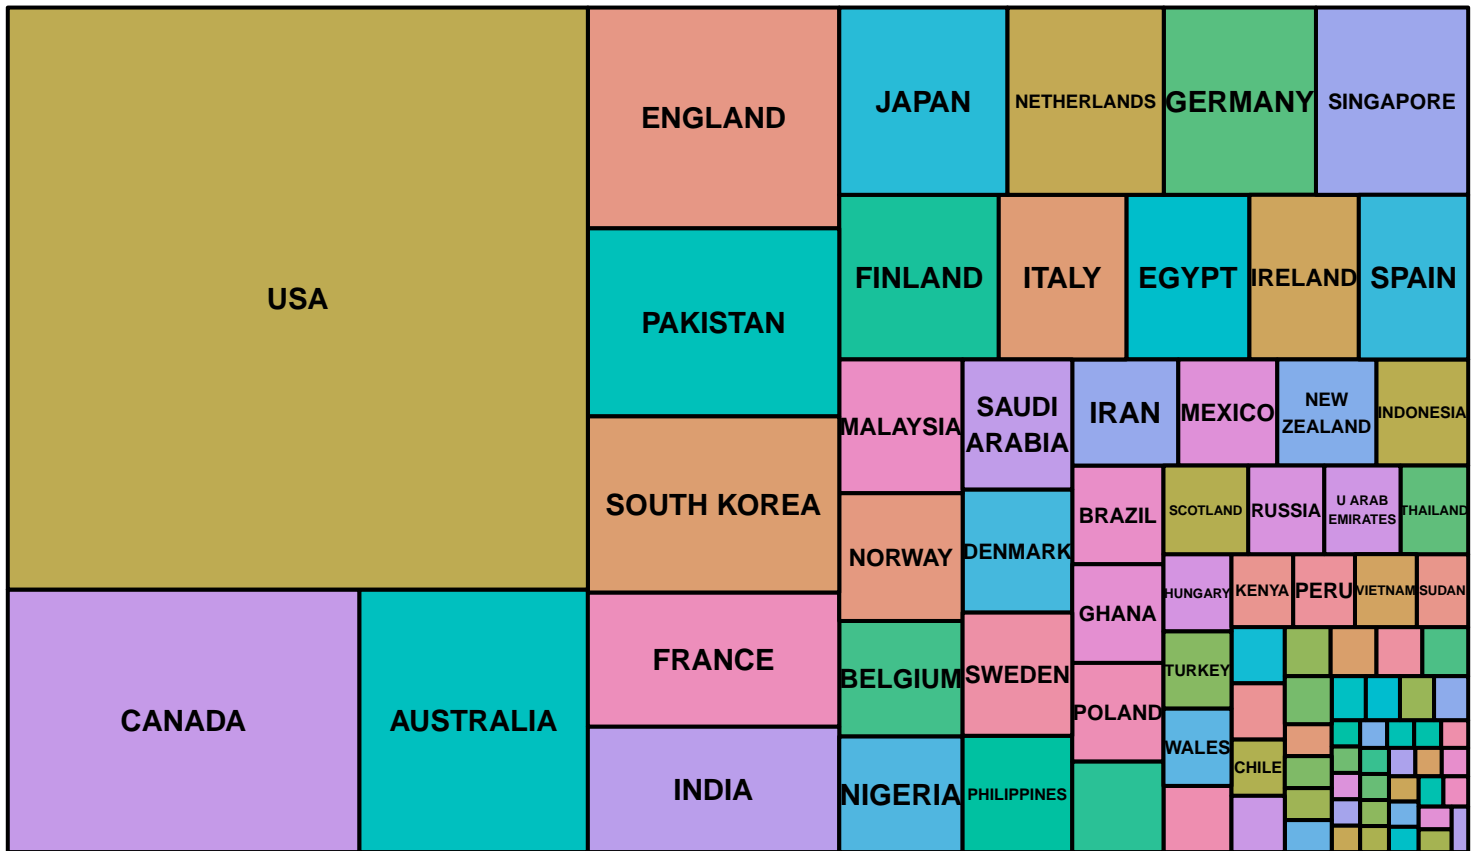 USA
CANADA
AUSTRALIA
ENGLAND
PAKISTAN
SOUTH KOREA
FRANCE
INDIA
JAPAN
NETHERLANDS
GERMANY
SINGAPORE
FINLAND
ITALY
EGYPT
IRELAND
SPAIN
MALAYSIA
NORWAY
BELGIUM
NIGERIA
SAUDI
ARABIA
DENMARK
SWEDEN
PHILIPPINES
IRAN
MEXICO
NEW
ZEALAND
INDONESIA
BRAZIL
GHANA
POLAND
SCOTLAND
RUSSIA
U ARAB
EMIRATES
THAILAND
HUNGARY
TURKEY
WALES
KENYA
PERU
VIETNAM
SUDAN
CHILE